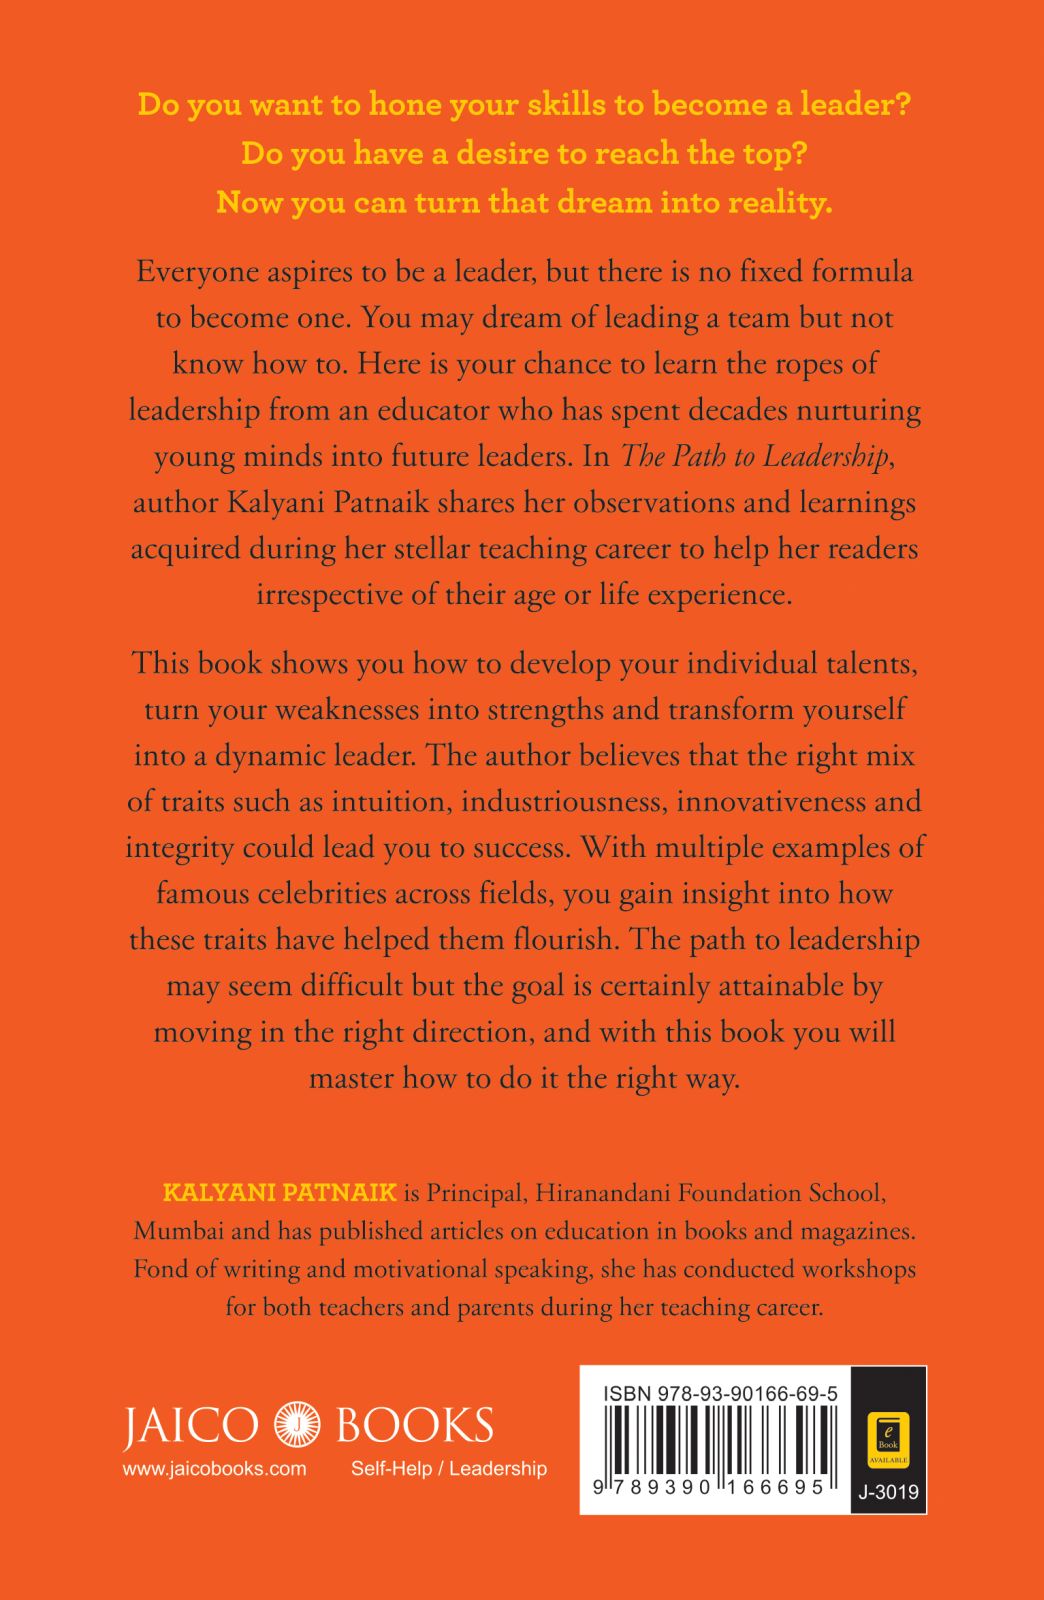 Do you want to hone your skills to become a leader?
Do you have a desire to reach the top?
Now you can turn that dream into reality.
Everyone aspires to be a leader, but there is no fixed formula
to become one. You may dream of leading a team but not
know how to. Here is your chance to learn the ropes of
leadership from an educator who has spent decades nurturing
young minds into future leaders. In The Path to Leadership,
author Kalyani Patnaik shares her observations and learnings
acquired during her stellar teaching career to help her readers
irrespective of their age or life experience.
This book shows you how to develop your individual talents,
turn your weaknesses into strengths and transform yourself
into a dynamic leader. The author believes that the right mix
of traits such as intuition, industriousness, innovativeness and
integrity could lead you to success. With multiple examples of
famous celebrities across fields, you gain insight into how
these traits have helped them flourish. The path to leadership
may seem difficult but the goal is certainly attainable by
moving in the right direction, and with this book you will
master how to do it the right way.
KALYANI PATNAIK is Principal, Hiranandani Foundation School,
Mumbai and has published articles on education in books and magazines.
Fond of writing and motivational speaking, she has conducted workshops
for both teachers and parents during her teaching career.
JAICO J BOOKS
www.jaicobooks.com Self-Help / Leadership
ISBN 978-93-90166-69-5
9 789390 166695
e
Book
AVAILABLE
J-3019